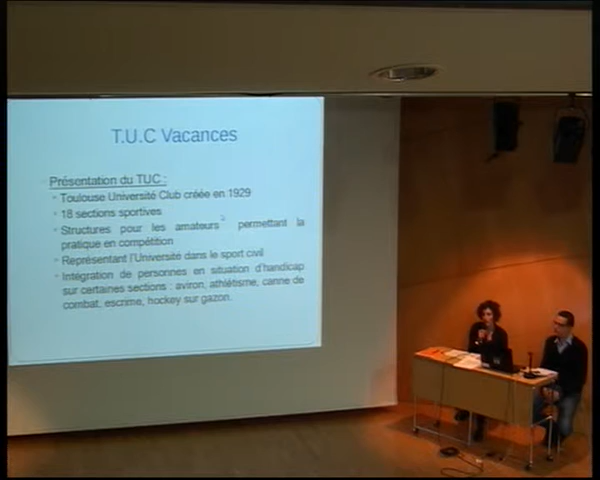 T.U.C Vacances
Présentation du TUC :
- Toulouse Université Club créée en 1929
- 18 sections sportives
- Structures pour les amateurs permettant la
pratique en compétition
- Représentant l'Université dans le sport civil
- Intégration de personnes en situation d'handicap
sur certaines sections : aviron, athlétisme, canne de
combat, escrime, hockey sur gazon.